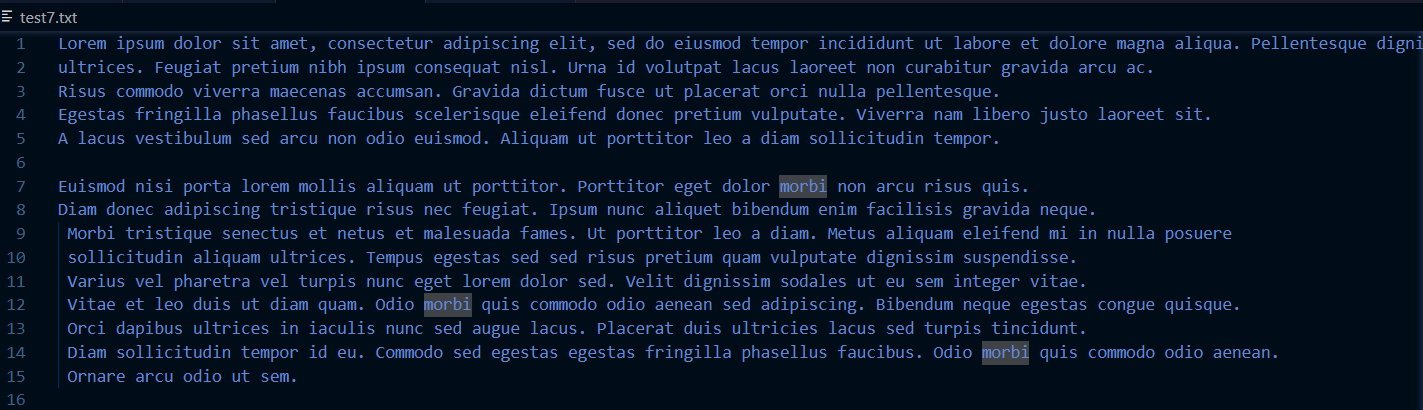 test7.txt
1 Lorem ipsum dolor sit amet, consectetur adipiscing elit, sed do eiusmod tempor incididunt ut labore et dolore magna aliqua. Pellentesque digni
2 ultrices. Feugiat pretium nibh ipsum consequat nisl. Urna id volutpat lacus laoreet non curabitur gravida arcu ac.
3 Risus commodo viverra maecenas accumsan. Gravida dictum fusce ut placerat orci nulla pellentesque.
4 Egestas fringilla phasellus faucibus scelerisque eleifend donec pretium vulputate. Viverra nam libero justo laoreet sit.
5 A lacus vestibulum sed arcu non odio euismod. Aliquam ut porttitor leo a diam sollicitudin tempor.
6
7 Euismod nisi porta lorem mollis aliquam ut porttitor. Porttitor eget dolor morbi non arcu risus quis.
8 Diam donec adipiscing tristique risus nec feugiat. Ipsum nunc aliquet bibendum enim facilisis gravida neque.
9 Morbi tristique senectus et netus et malesuada fames. Ut porttitor leo a diam. Metus aliquam eleifend mi in nulla posuere
10 sollicitudin aliquam ultrices. Tempus egestas sed sed risus pretium quam vulputate dignissim suspendisse.
11 Varius vel pharetra vel turpis nunc eget lorem dolor sed. Velit dignissim sodales ut eu sem integer vitae.
12 Vitae et leo duis ut diam quam. Odio morbi quis commodo odio aenean sed adipiscing. Bibendum neque egestas congue quisque.
13 Orci dapibus ultrices in iaculis nunc sed augue lacus. Placerat duis ultricies lacus sed turpis tincidunt.
14 Diam sollicitudin tempor id eu. Commodo sed egestas egestas fringilla phasellus faucibus. Odio morbi quis commodo odio aenean.
15 Ornare arcu odio ut sem.
16